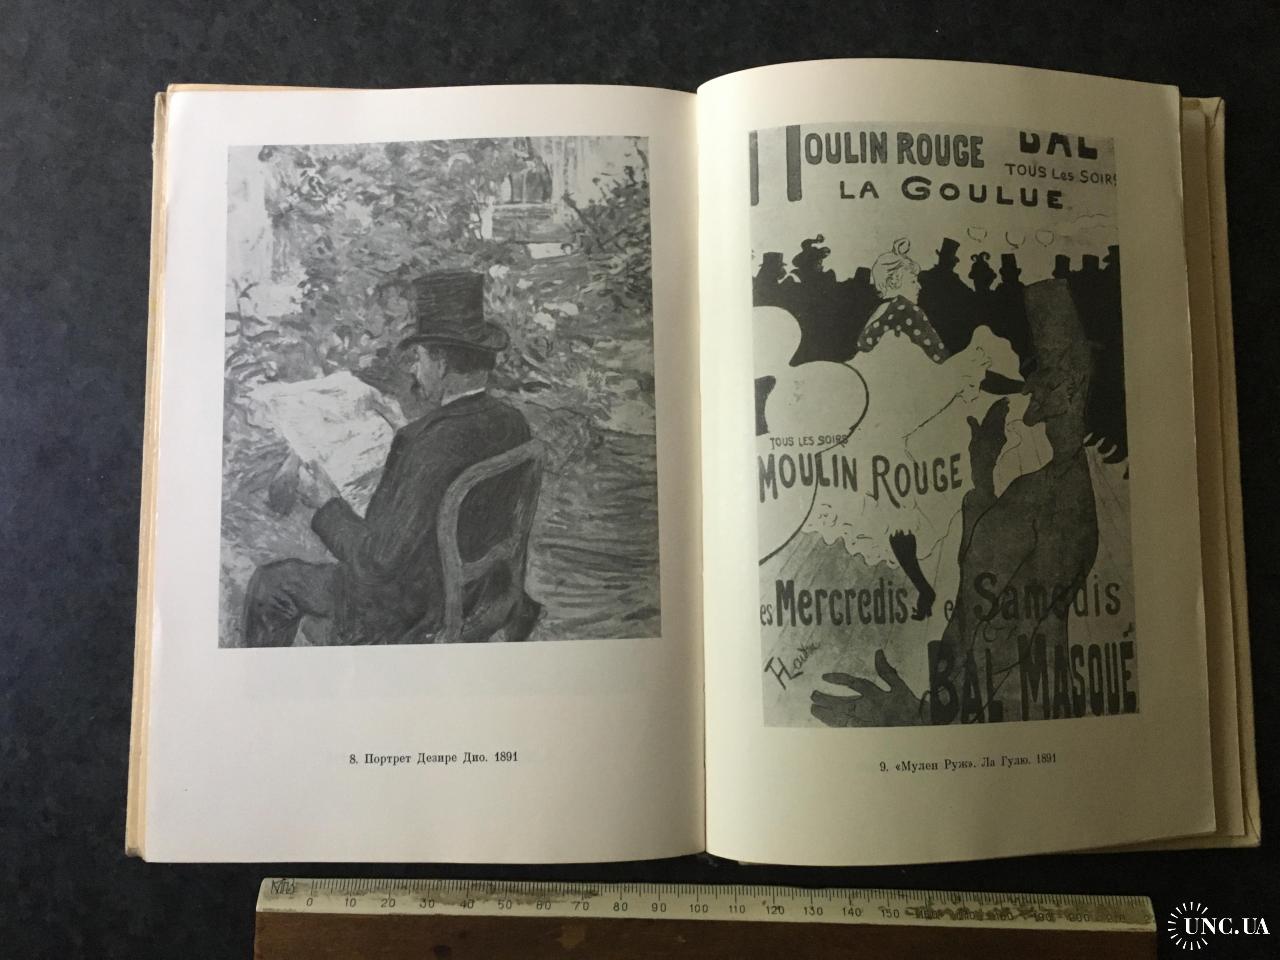 8. Портрет Дезире Дио. 1891
MOULIN ROUGE BAL
TOUS LES SOIRS
LA GOULUE
TOUS LES SOIRS
MOULIN ROUGE
es Mercredis et Samedis
BAL MASQUÉ
HLautrec
9. «Мулен Руж». Ла Гулю. 1891
0 10 20 30 40 50 60 70 80 90 100 110 120 130 140 150
UNC.UA